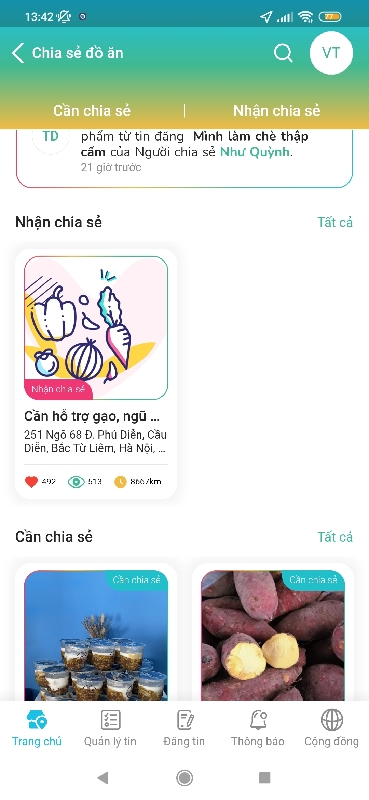 13:42
77
Chia sẻ đồ ăn
VT
Cần chia sẻ
Nhận chia sẻ
TD
phẩm từ tin đăng Mình làm chè thập
cẩm của Người chia sẻ Như Quỳnh.
21 giờ trước
Nhận chia sẻ
Tất cả
Nhận chia sẻ
Cần hỗ trợ gạo, ngũ ...
251 Ngõ 68 Đ. Phú Diễn, Cầu
Diễn, Bắc Từ Liêm, Hà Nội, ...
492
513
8667km
Cần chia sẻ
Tất cả
Cần chia sẻ
Cần chia sẻ
Trang chủ
Quản lý tin
Đăng tin
Thông báo
Cộng đồng